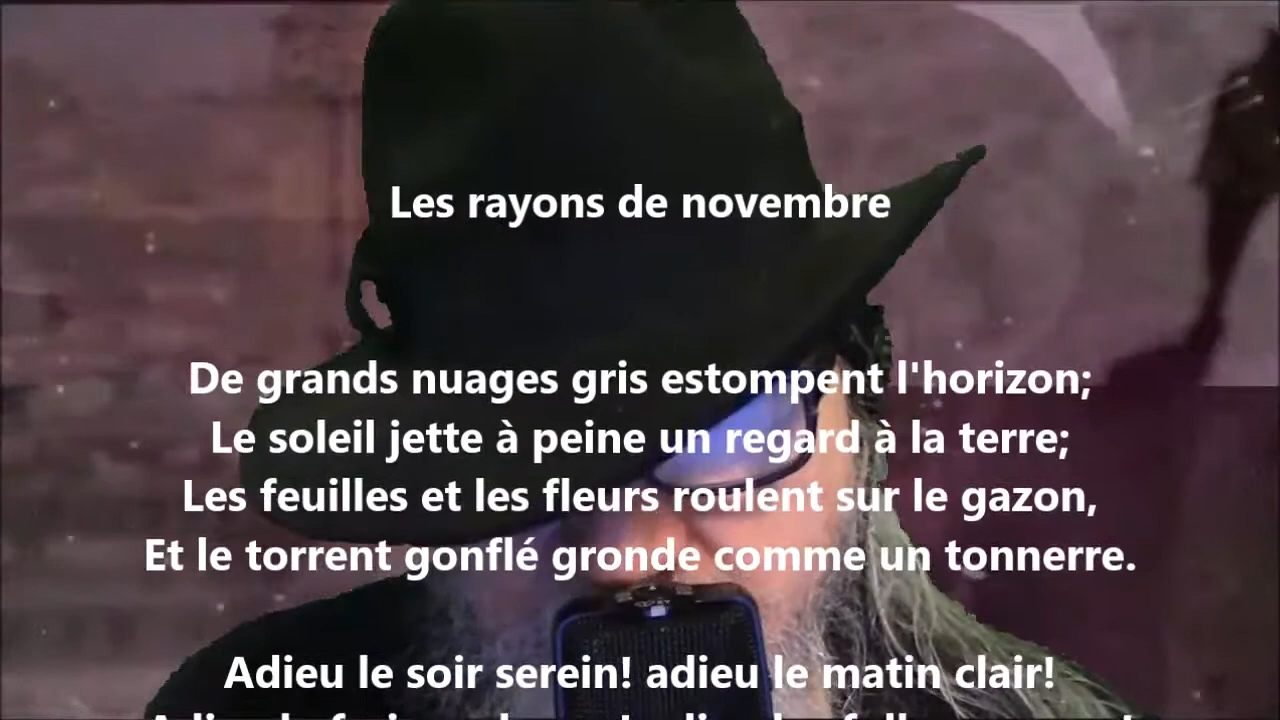 Les rayons de novembre
De grands nuages gris estompent l'horizon;
Le soleil jette à peine un regard à la terre;
Les feuilles et les fleurs roulent sur le gazon,
Et le torrent gonflé gronde comme un tonnerre.
Adieu le soir serein! adieu le matin clair!